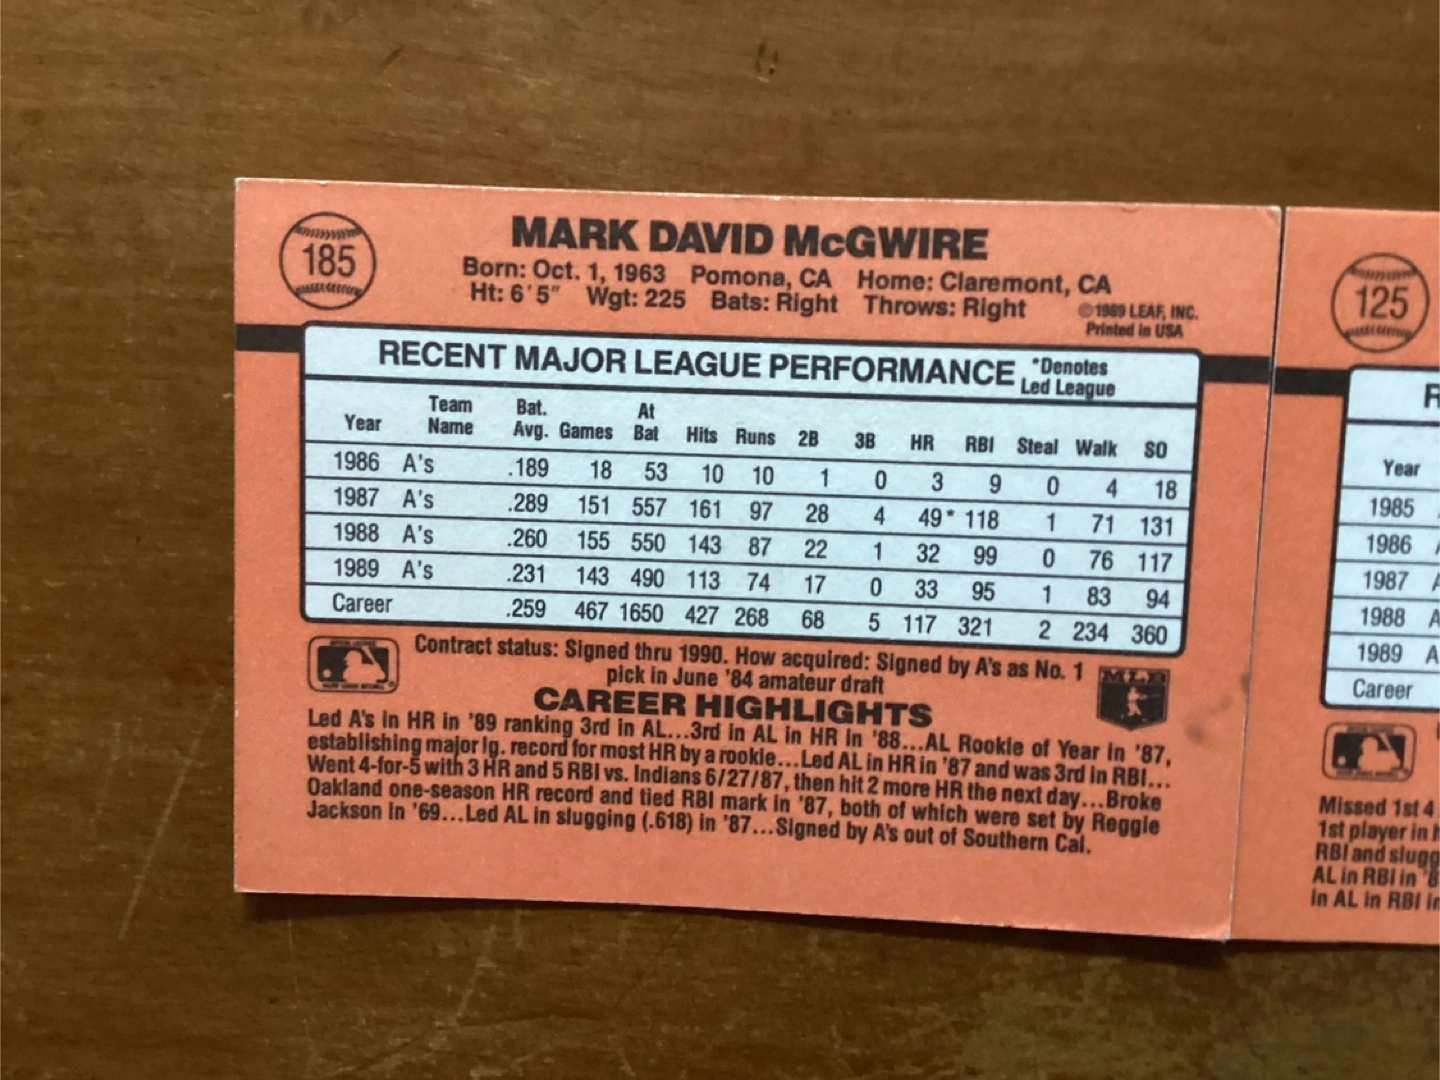 185
MARK DAVID McGWIRE
Born: Oct. 1, 1963 Pomona, CA Home: Claremont, CA
Ht: 6'5" Wgt: 225 Bats: Right Throws: Right
©1989 LEAF, INC.
Printed in USA
RECENT MAJOR LEAGUE PERFORMANCE *Denotes
Led League
Year Team Name Bat. Avg. Games At Bat Hits Runs 2B 3B HR RBI Steal Walk SO
1986 A's .189 18 53 10 10 1 0 3 9 0 4 18
1987 A's .289 151 557 161 97 28 4 49* 118 1 71 131
1988 A's .260 155 550 143 87 22 1 32 99 0 76 117
1989 A's .231 143 490 113 74 17 0 33 95 1 83 94
Career .259 467 1650 427 268 68 5 117 321 2 234 360
Contract status: Signed thru 1990. How acquired: Signed by A's as No. 1
pick in June '84 amateur draft
MLB
CAREER HIGHLIGHTS
Led A's in HR in '89 ranking 3rd in AL...3rd in AL in HR in '88...AL Rookie of Year in '87,
establishing major lg. record for most HR by a rookie...Led AL in HR in '87 and was 3rd in RBI...
Went 4-for-5 with 3 HR and 5 RBI vs. Indians 6/27/87, then hit 2 more HR the next day...Broke
Oakland one-season HR record and tied RBI mark in '87, both of which were set by Reggie
Jackson in '69...Led AL in slugging (.618) in '87...Signed by A's out of Southern Cal.
125
R
Year
1985
1986 A
1987 A
1988 A
1989 A
Career
Missed 1st 4
1st player in
RBI and slugg
AL in RBI in '8
in AL in RBI in